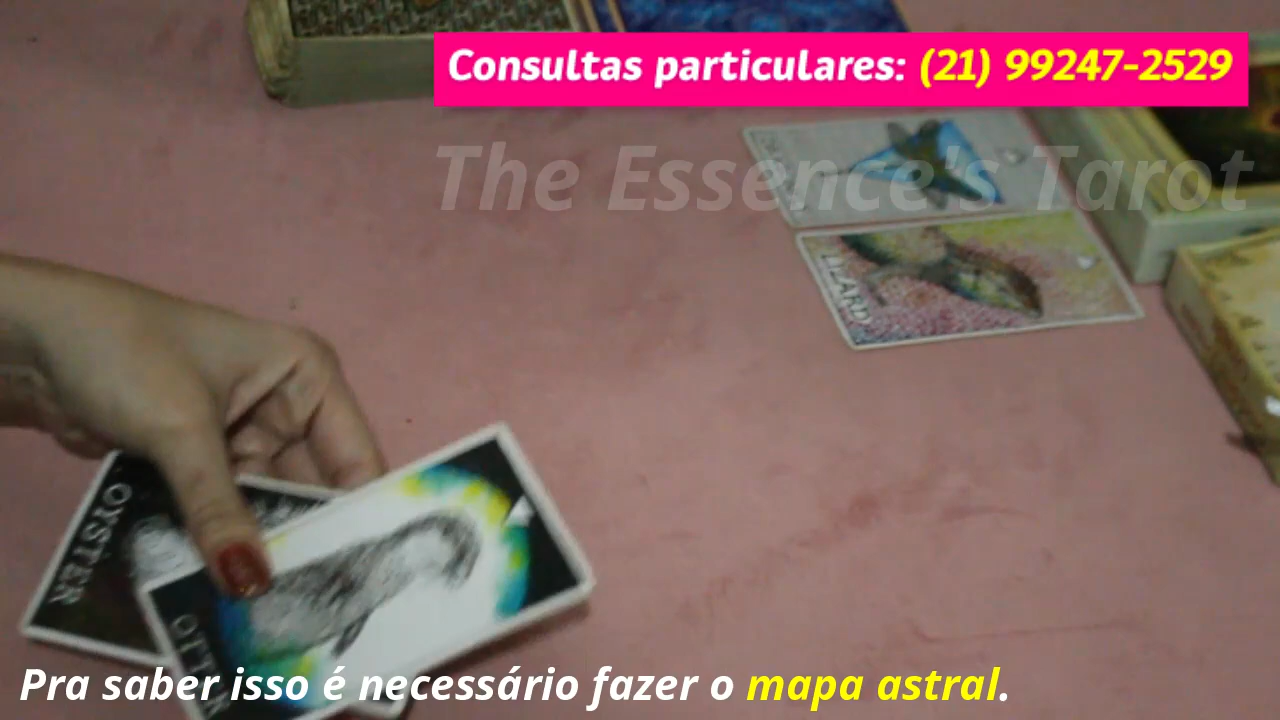 Consultas particulares: (21) 99247-2529
The Essence's Tarot
LIZARD
OYSTER
OTTER
Pra saber isso é necessário fazer o mapa astral.